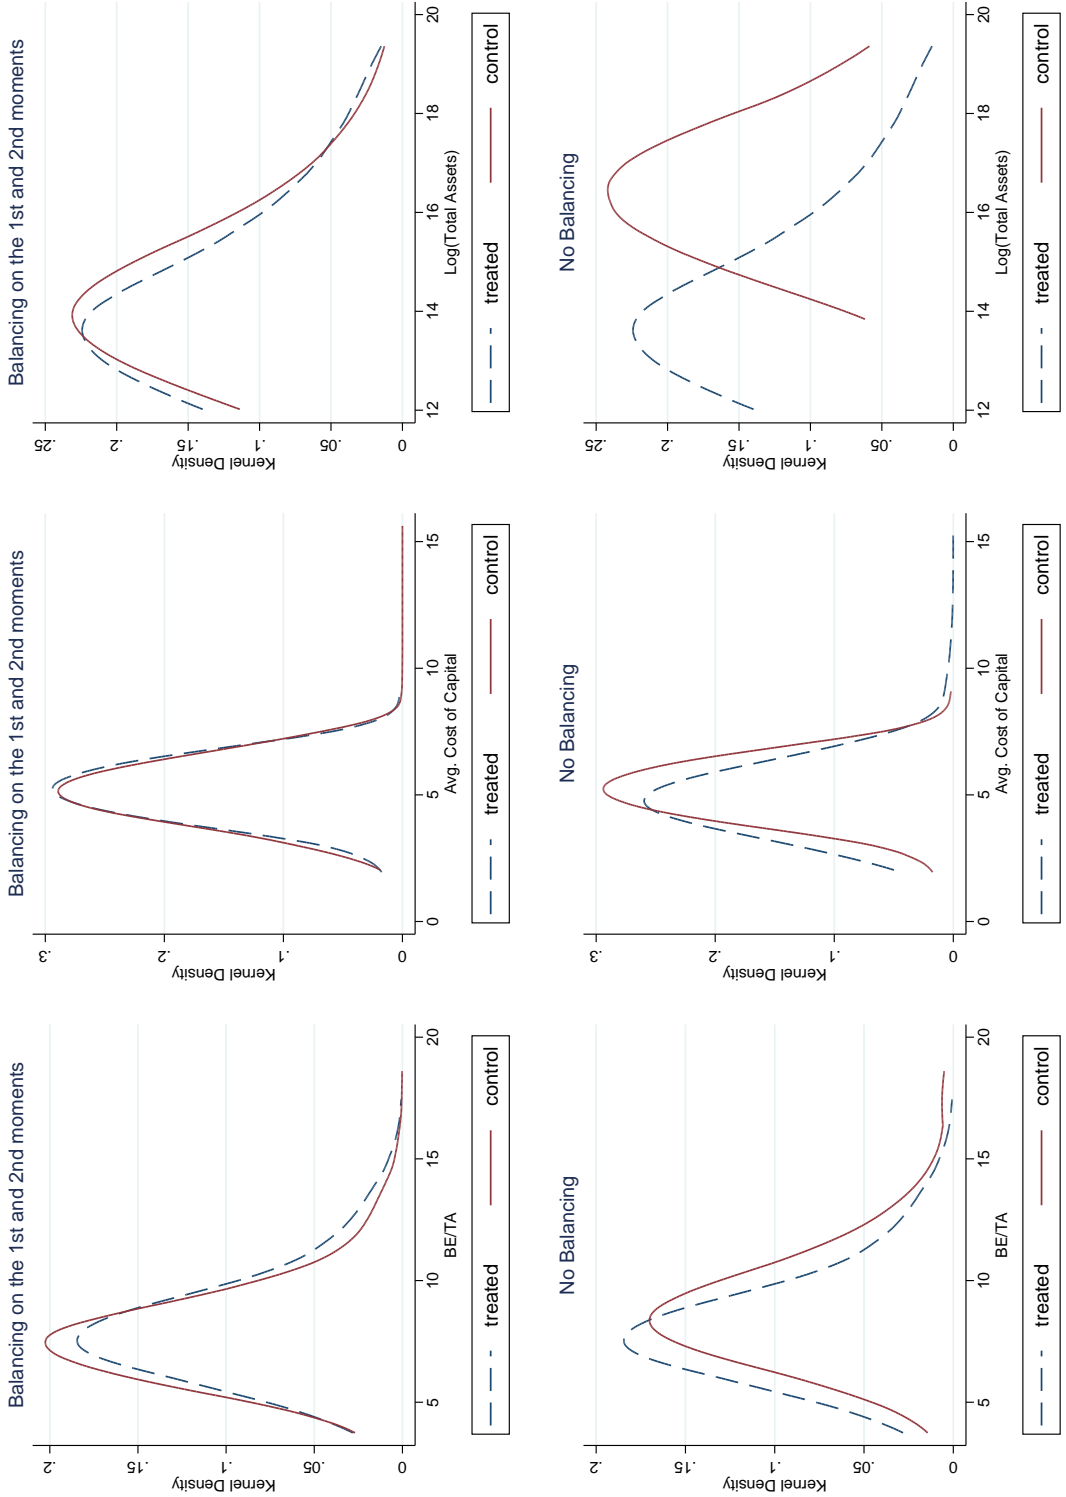 Balancing on the 1st and 2nd moments
Kernel Density
.2
.15
.1
.05
0
5 10 15 20
BE/TA
treated control
Balancing on the 1st and 2nd moments
Kernel Density
.3
.2
.1
0
0 5 10 15
Avg. Cost of Capital
treated control
Balancing on the 1st and 2nd moments
Kernel Density
.25
.2
.15
.1
.05
0
12 14 16 18 20
Log(Total Assets)
treated control
No Balancing
Kernel Density
.2
.15
.1
.05
0
5 10 15 20
BE/TA
treated control
No Balancing
Kernel Density
.3
.2
.1
0
0 5 10 15
Avg. Cost of Capital
treated control
No Balancing
Kernel Density
.25
.2
.15
.1
.05
0
12 14 16 18 20
Log(Total Assets)
treated control